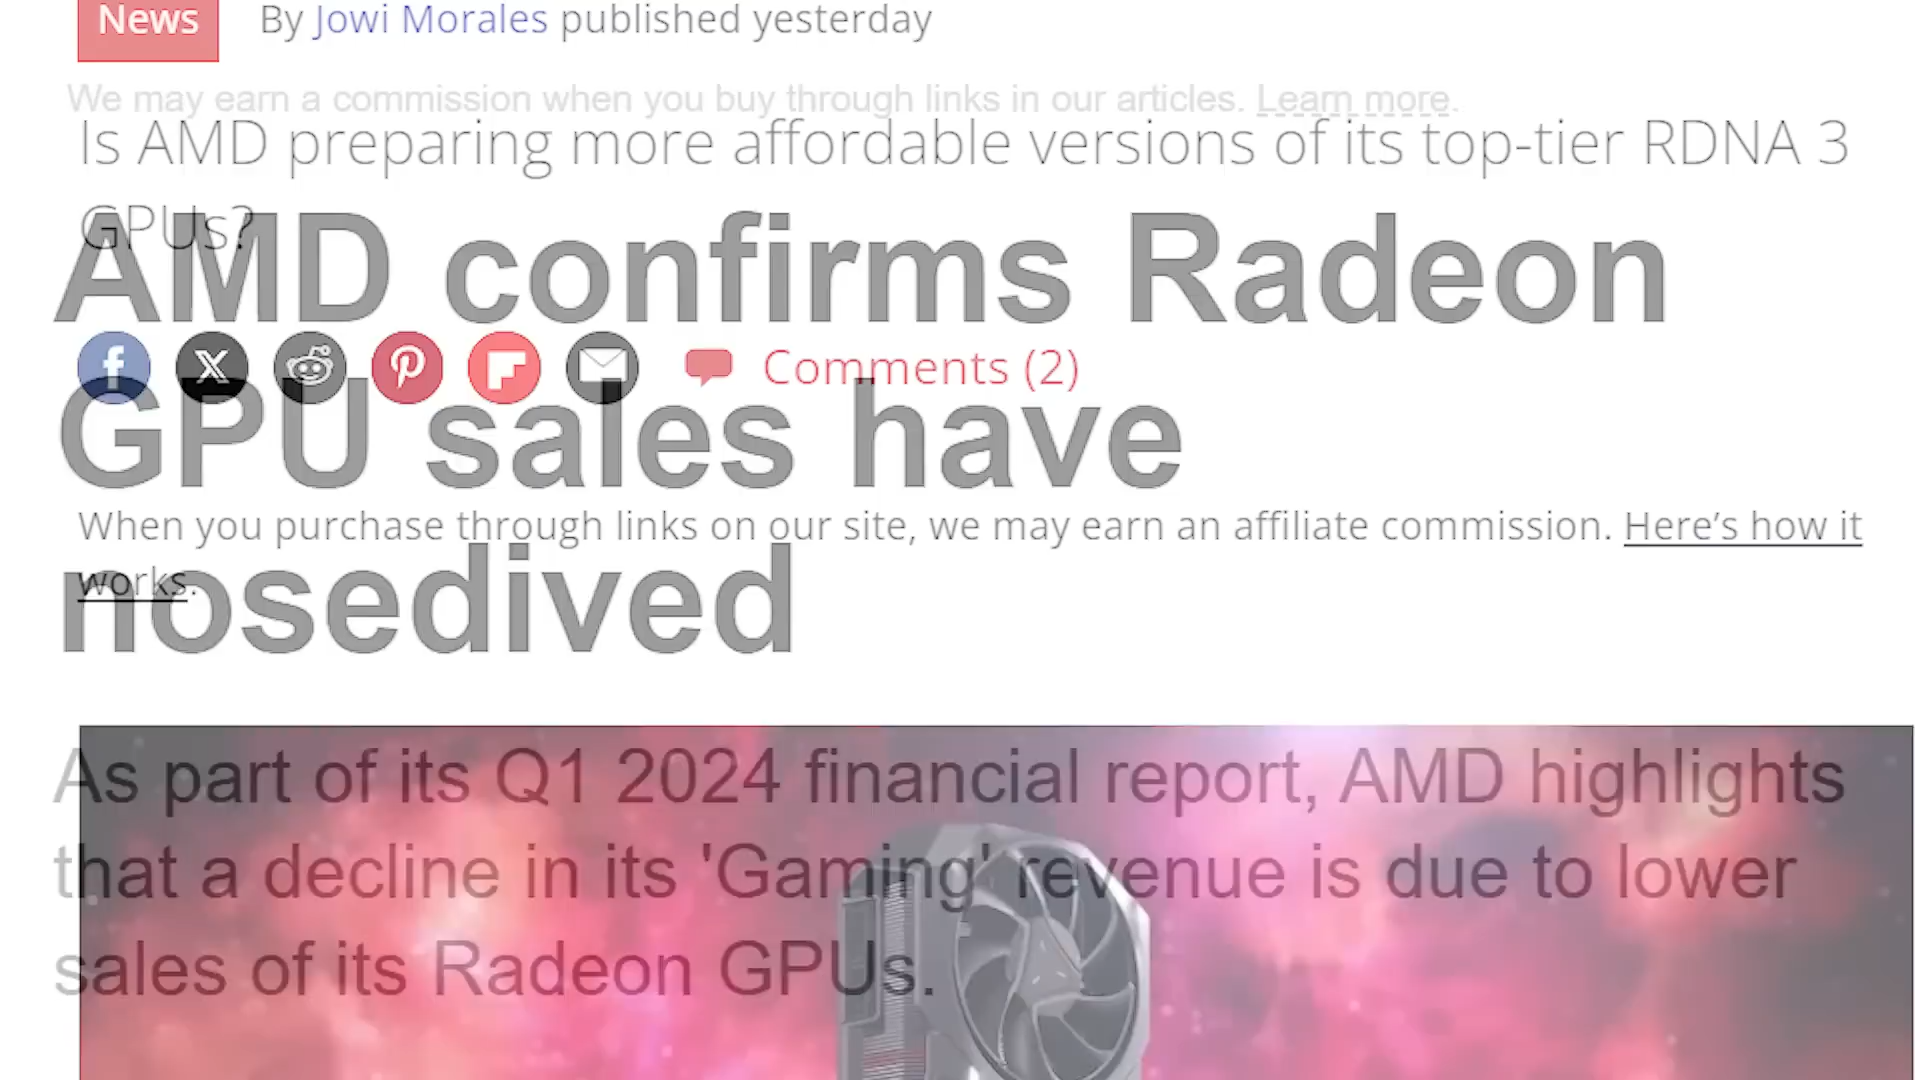 News
By Jowi Morales published yesterday
We may earn a commission when you buy through links in our articles. Learn more.
Is AMD preparing more affordable versions of its top-tier RDNA 3
GPUs?
AMD confirms Radeon
Comments (2)
GPU sales have
When you purchase through links on our site, we may earn an affiliate commission. Here's how it
works.
nosedived
As part of its Q1 2024 financial report, AMD highlights
that a decline in its 'Gaming' revenue is due to lower
sales of its Radeon GPUs.